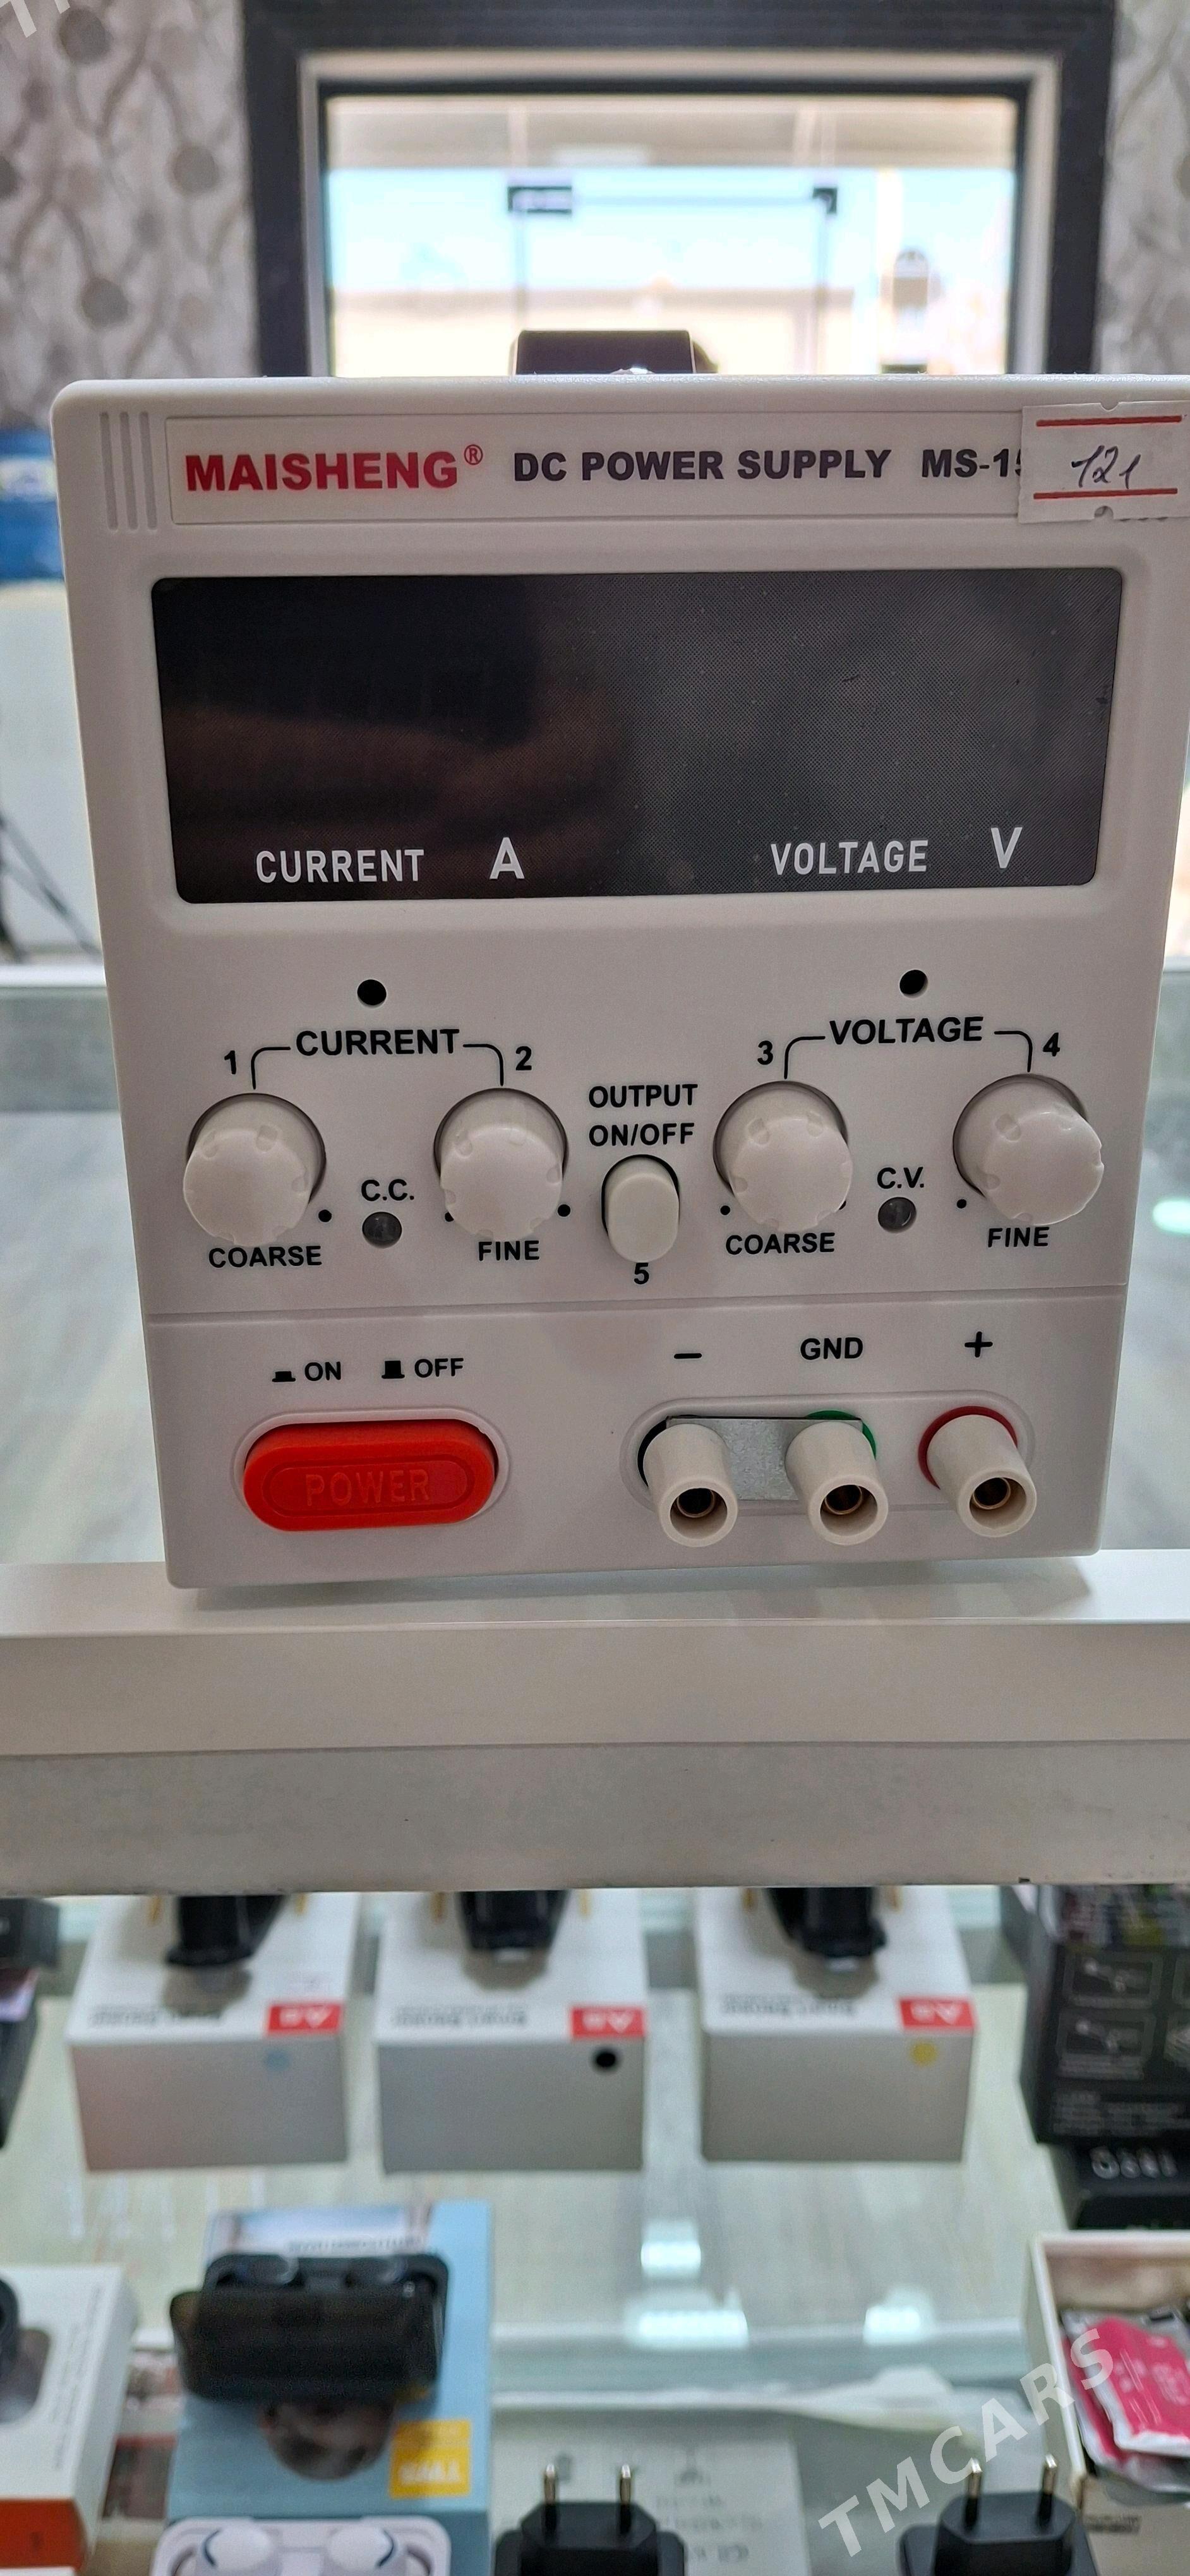 MAISHENG® DC POWER SUPPLY MS-15
121
CURRENT A VOLTAGE V
1 CURRENT 2
3 VOLTAGE 4
OUTPUT
ON/OFF
C.C.
C.V.
COARSE
FINE
COARSE
FINE
5
ON OFF
− GND +
POWER
TMCARS